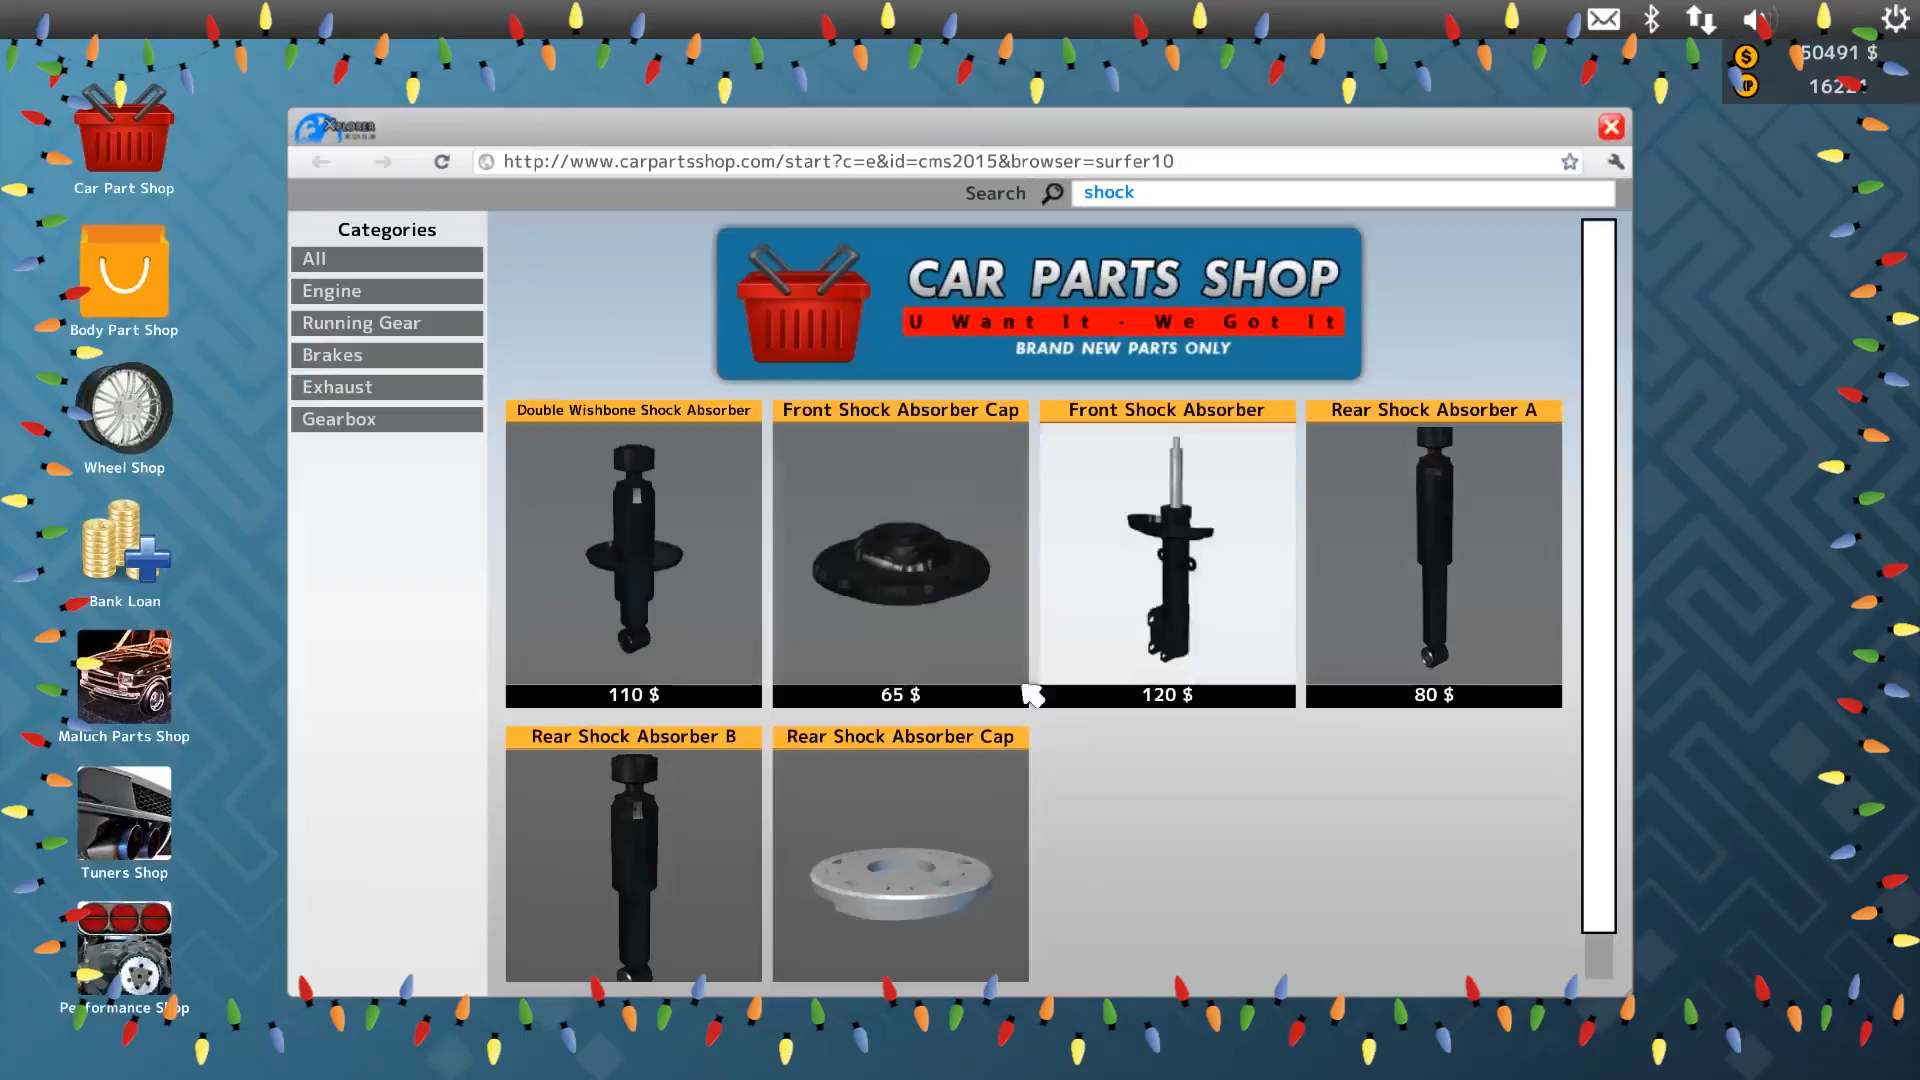 50491 $
Car Part Shop
Body Part Shop
Wheel Shop
Bank Loan
Maluch Parts Shop
Tuners Shop
XPLORER
http://www.carpartsshop.com/start?c=e&id=cms2015&browser=surfer10
Search
shock
Categories
All
Engine
Running Gear
Brakes
Exhaust
Gearbox
CAR PARTS SHOP
U Want It - We Got It
BRAND NEW PARTS ONLY
Double Wishbone Shock Absorber
Front Shock Absorber Cap
Front Shock Absorber
Rear Shock Absorber A
110 $
65 $
120 $
80 $
Rear Shock Absorber B
Rear Shock Absorber Cap
Performance Shop